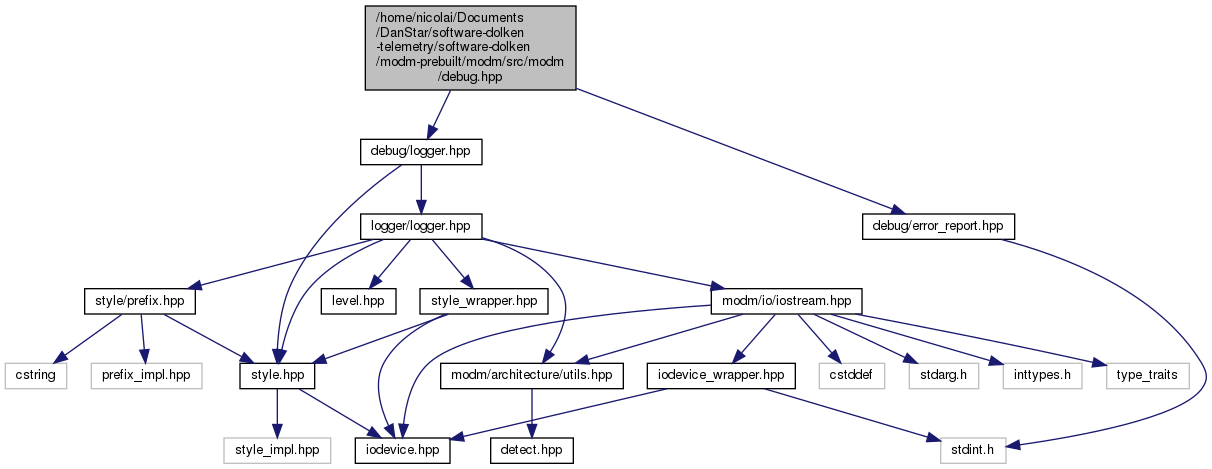 /home/nicolai/Documents
/DanStar/software-dolken
-telemetry/software-dolken
/modm-prebuilt/modm/src/modm
/debug.hpp
debug/logger.hpp
logger/logger.hpp
debug/error_report.hpp
style/prefix.hpp
level.hpp
style_wrapper.hpp
modm/io/iostream.hpp
cstring
prefix_impl.hpp
style.hpp
modm/architecture/utils.hpp
iodevice_wrapper.hpp
cstddef
stdarg.h
inttypes.h
type_traits
style_impl.hpp
iodevice.hpp
detect.hpp
stdint.h